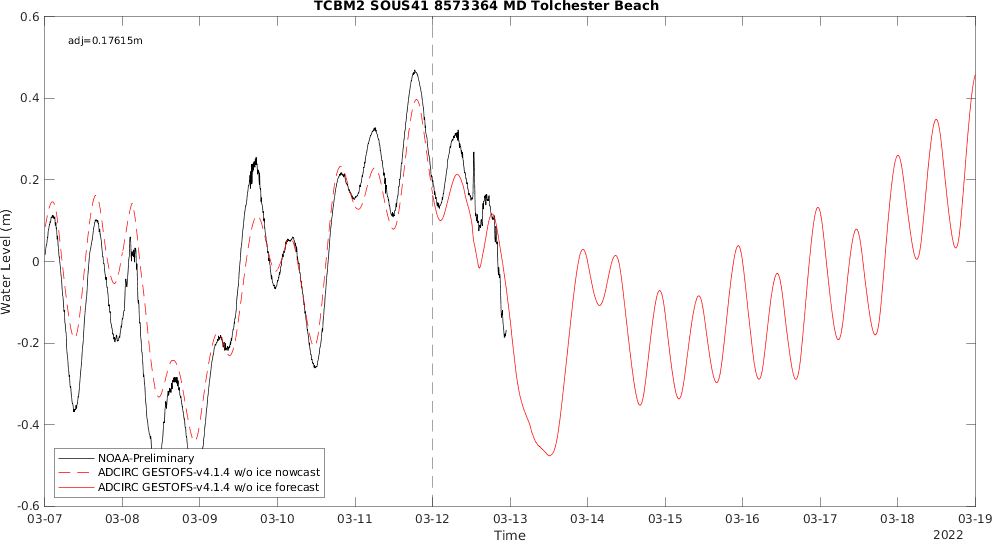 TCBM2 SOUS41 8573364 MD Tolchester Beach
adj=0.17615m
0.6
0.4
0.2
0
-0.2
-0.4
-0.6
Water Level (m)
NOAA-Preliminary
ADCIRC GESTOFS-v4.1.4 w/o ice nowcast
ADCIRC GESTOFS-v4.1.4 w/o ice forecast
03-07 03-08 03-09 03-10 03-11 03-12 03-13 03-14 03-15 03-16 03-17 03-18 03-19
Time
2022